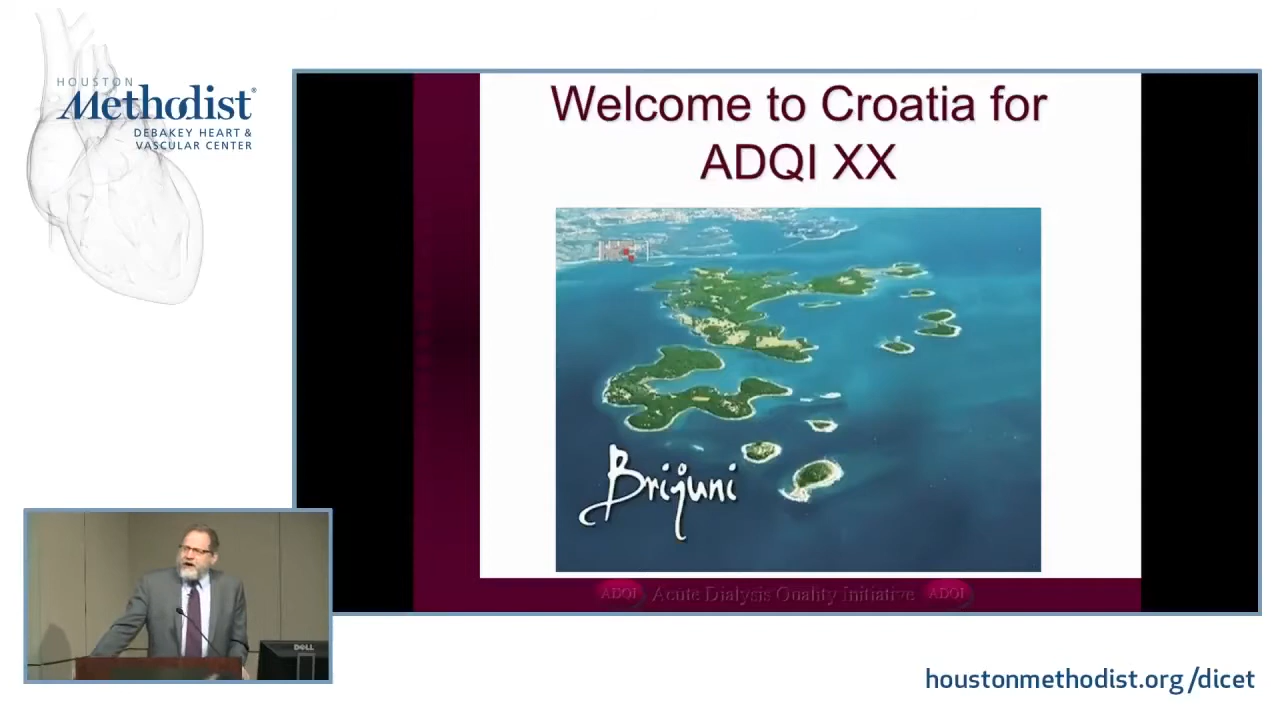 HOUSTON
Methodist®
DEBAKEY HEART &
VASCULAR CENTER
Welcome to Croatia for
ADQI XX
Brijuni
ADQI Acute Dialysis Quality Initiative ADQI
DELL
houstonmethodist.org/dicet